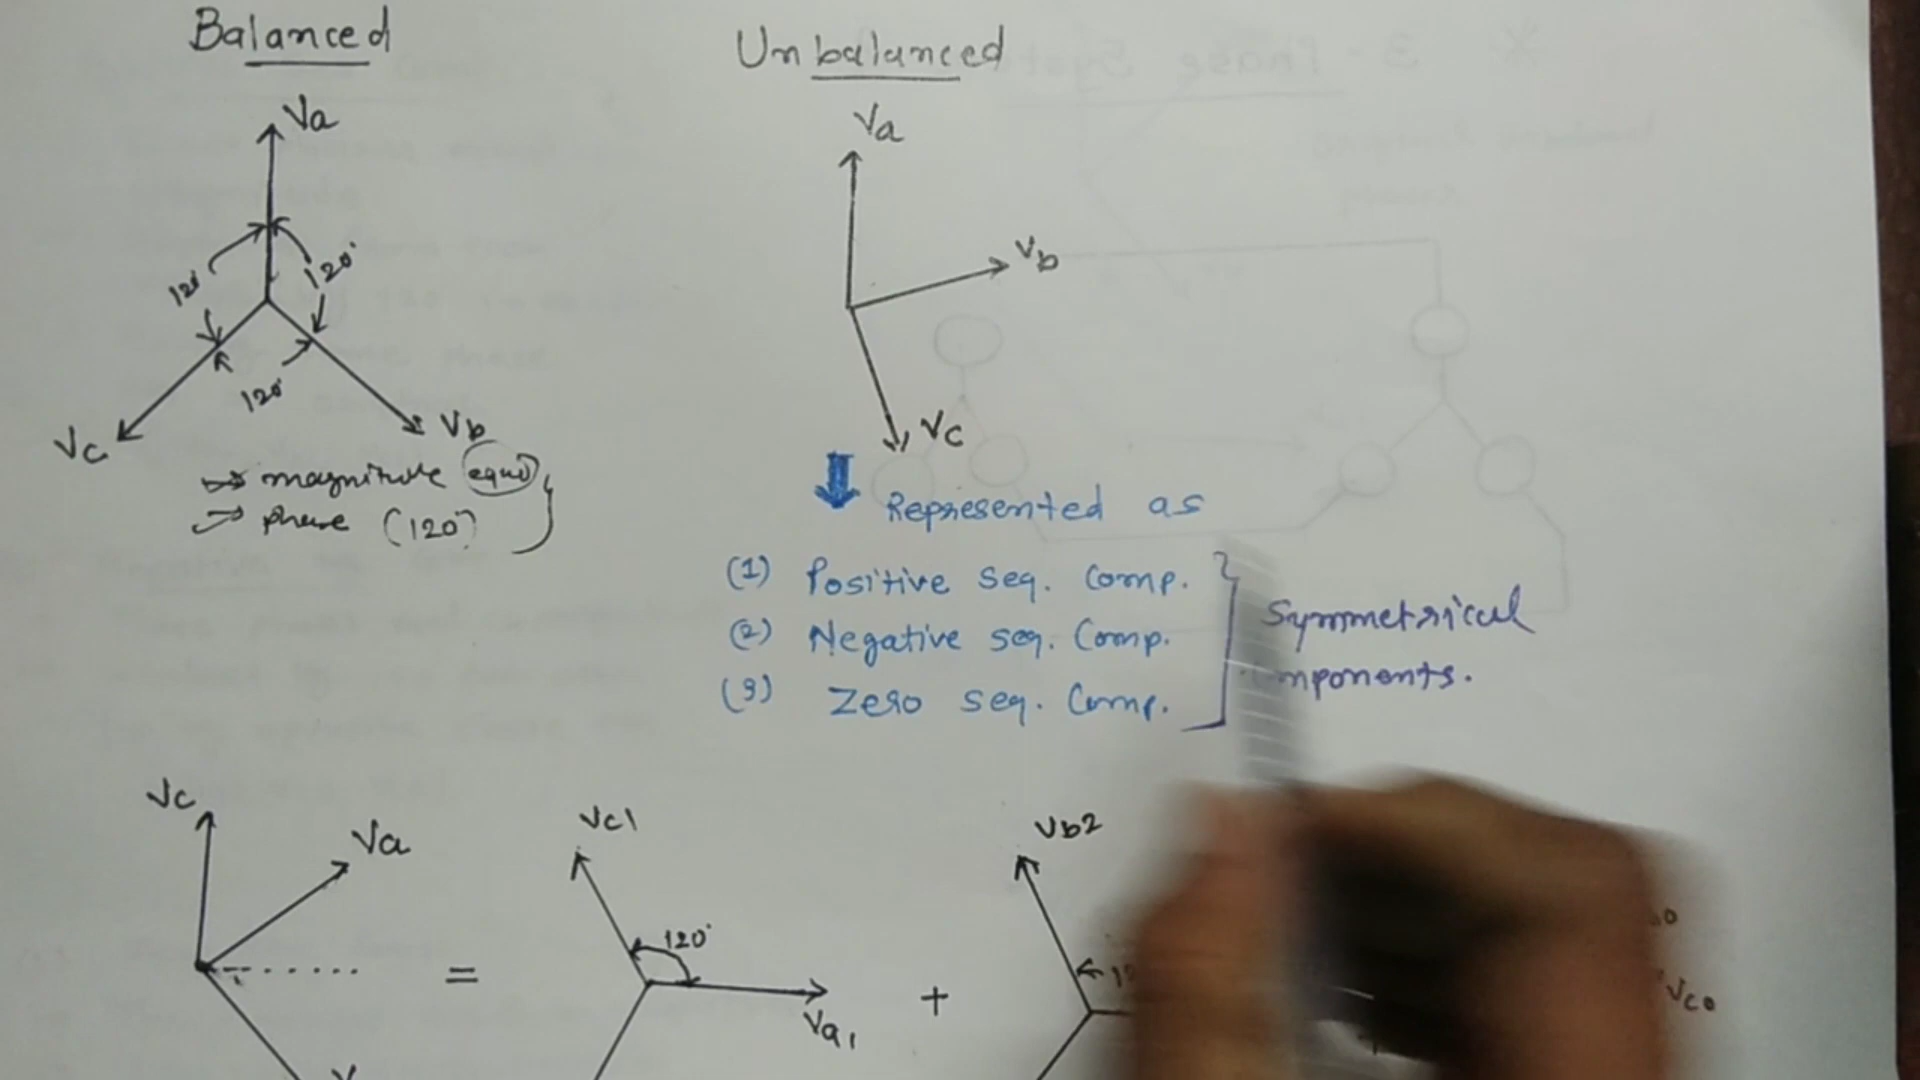 Balanced
Unbalanced
Va
120°
120°
120°
Vc
Vb
magnitude equal
phase (120°)
Va
Vb
Vc
Represented as
(1) Positive Seq. Comp.
(2) Negative seq. Comp.
(3) Zero seq. Comp.
Symmetrical
mponents.
Vc
Va
=
Vc1
120°
Va1
+
Vb2
Vc0